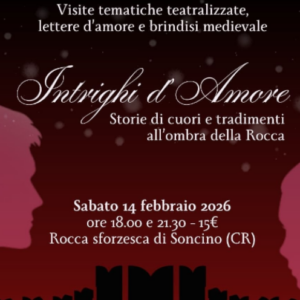 Visite tematiche teatralizzate,
lettere d'amore e brindisi medievale
Intrighi d'Amore
Storie di cuori e tradimenti
all'ombra della Rocca
Sabato 14 febbraio 2026
ore 18.00 e 21.30 - 15€
Rocca sforzesca di Soncino (CR)